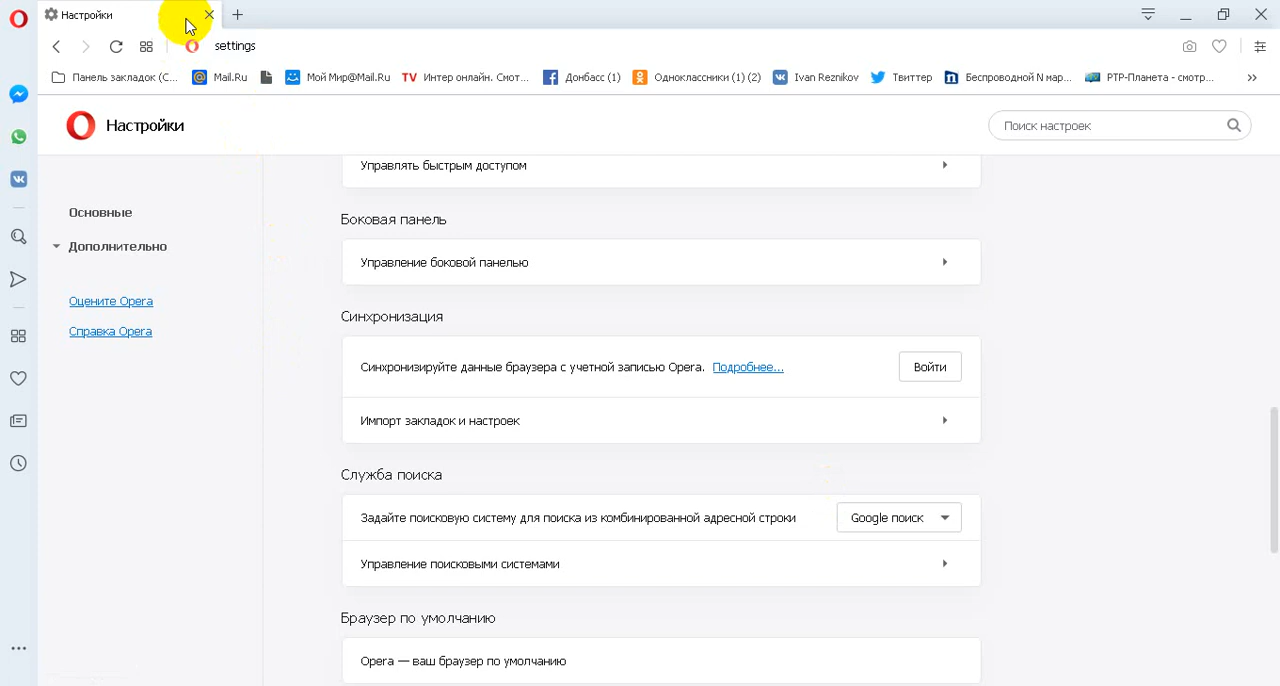 Настройки
settings
Панель закладок (С... Mail.Ru Мой Мир@Mail.Ru TV Интер онлайн. Смот... Донбасс (1) Одноклассники (1) (2) Ivan Reznikov Твиттер Беспроводной N мар... РТР-Планета - смотр...
Настройки
Поиск настроек
Управлять быстрым доступом
Основные
Дополнительно
Оцените Opera
Справка Opera
Боковая панель
Управление боковой панелью
Синхронизация
Синхронизируйте данные браузера с учетной записью Opera. Подробнее...
Войти
Импорт закладок и настроек
Служба поиска
Задайте поисковую систему для поиска из комбинированной адресной строки
Google поиск
Управление поисковыми системами
Браузер по умолчанию
Opera — ваш браузер по умолчанию